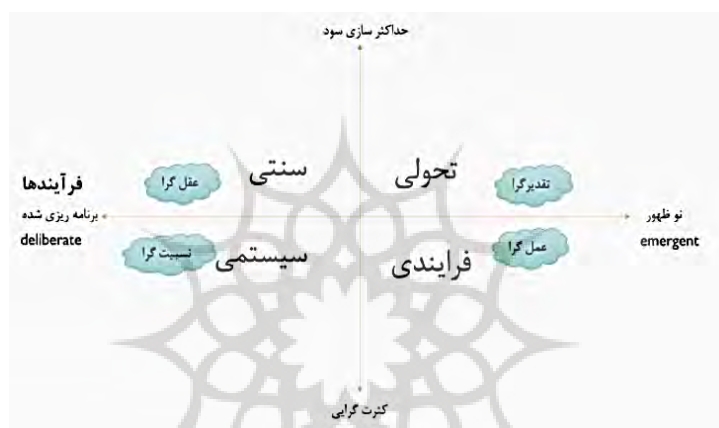 حداکثر سازی سود
تحولی
سنتی
تقدیرگرا
عقل گرا
فرآیندها
نو ظهور
برنامه ریزی شده
emergent
deliberate
عمل گرا
فرایندی
سیستمی
نسبیت گرا
کثرت گرایی